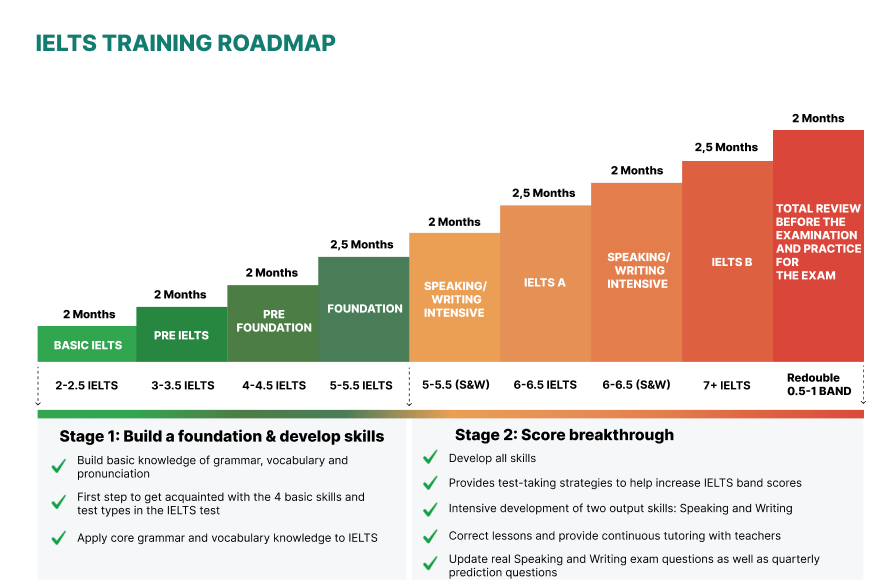 IELTS TRAINING ROADMAP
2 Months
BASIC IELTS
2-2.5 IELTS
2 Months
PRE IELTS
3-3.5 IELTS
2 Months
PRE
FOUNDATION
4-4.5 IELTS
2,5 Months
FOUNDATION
5-5.5 IELTS
2 Months
SPEAKING/
WRITING
INTENSIVE
5-5.5 (S&W)
2,5 Months
IELTS A
6-6.5 IELTS
2 Months
SPEAKING/
WRITING
INTENSIVE
6-6.5 (S&W)
2,5 Months
IELTS B
7+ IELTS
2 Months
TOTAL REVIEW
BEFORE THE
EXAMINATION
AND PRACTICE
FOR
THE EXAM
Redouble
0.5-1 BAND
Stage 1: Build a foundation & develop skills
Build basic knowledge of grammar, vocabulary and
pronunciation
First step to get acquainted with the 4 basic skills and
test types in the IELTS test
Apply core grammar and vocabulary knowledge to IELTS
Stage 2: Score breakthrough
Develop all skills
Provides test-taking strategies to help increase IELTS band scores
Intensive development of two output skills: Speaking and Writing
Correct lessons and provide continuous tutoring with teachers
Update real Speaking and Writing exam questions as well as quarterly
prediction questions